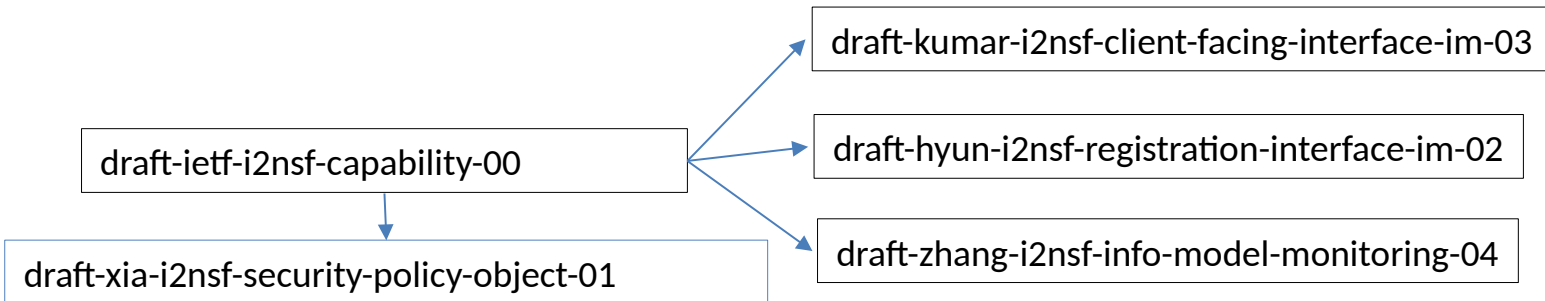 draft-kumar-i2nsf-client-facing-interface-im-03
draft-ietf-i2nsf-capability-00
draft-hyun-i2nsf-registration-interface-im-02
draft-xia-i2nsf-security-policy-object-01
draft-zhang-i2nsf-info-model-monitoring-04